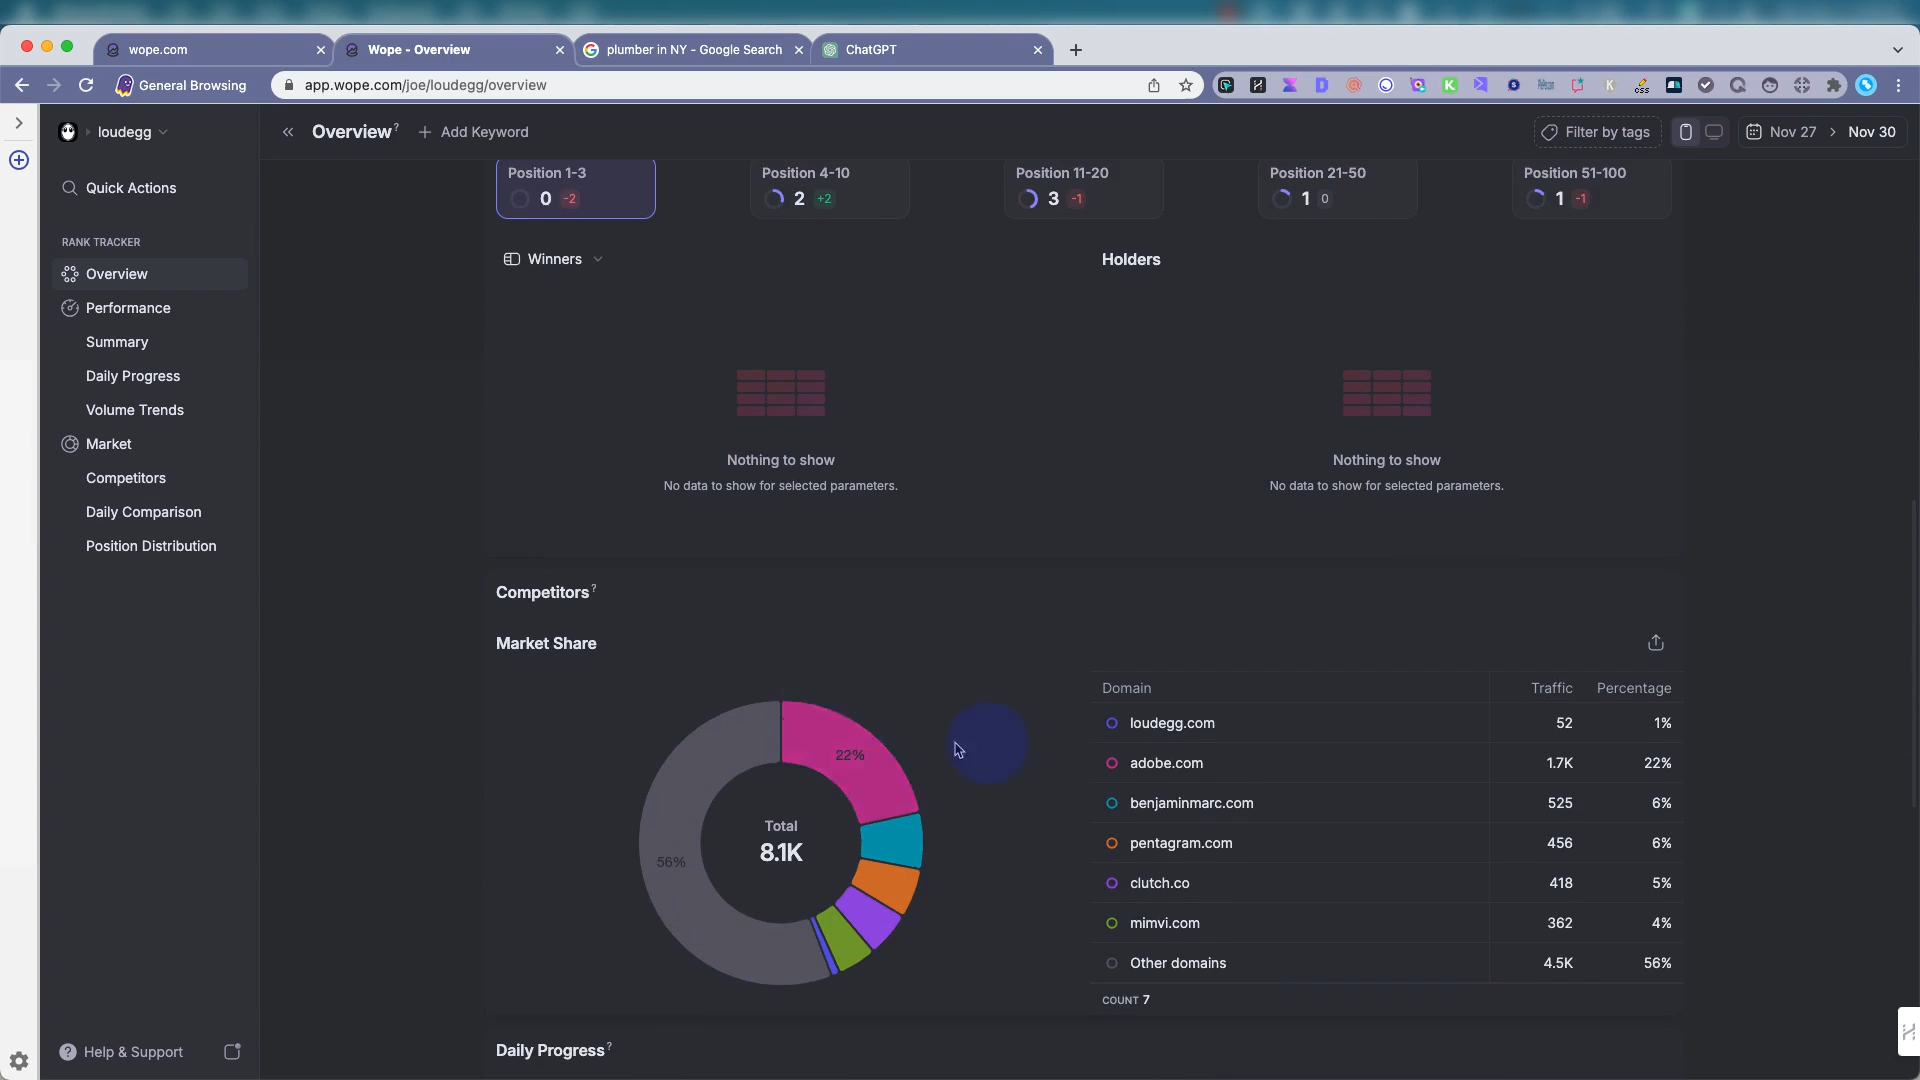 wope.com
Wope - Overview
plumber in NY - Google Search
ChatGPT
General Browsing
app.wope.com/joe/loudegg/overview
loudegg
Overview?
Add Keyword
Filter by tags
Nov 27 > Nov 30
Quick Actions
RANK TRACKER
Overview
Performance
Summary
Daily Progress
Volume Trends
Market
Competitors
Daily Comparison
Position Distribution
Help & Support
Position 1-3
0 -2
Position 4-10
2 +2
Position 11-20
3 -1
Position 21-50
1 0
Position 51-100
1 -1
Winners
Holders
Nothing to show
No data to show for selected parameters.
Nothing to show
No data to show for selected parameters.
Competitors?
Market Share
22%
56%
Total
8.1K
Domain Traffic Percentage
loudegg.com 52 1%
adobe.com 1.7K 22%
benjaminmarc.com 525 6%
pentagram.com 456 6%
clutch.co 418 5%
mimvi.com 362 4%
Other domains 4.5K 56%
COUNT 7
Daily Progress?